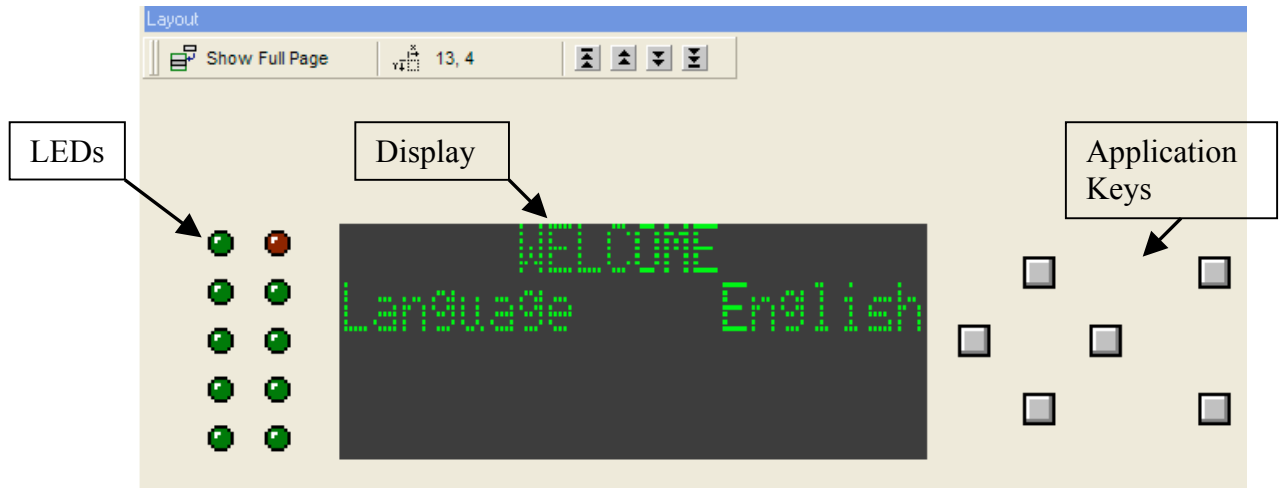 Layout
Show Full Page 13, 4
LEDs
Display
Application
Keys
WELCOME
Language English